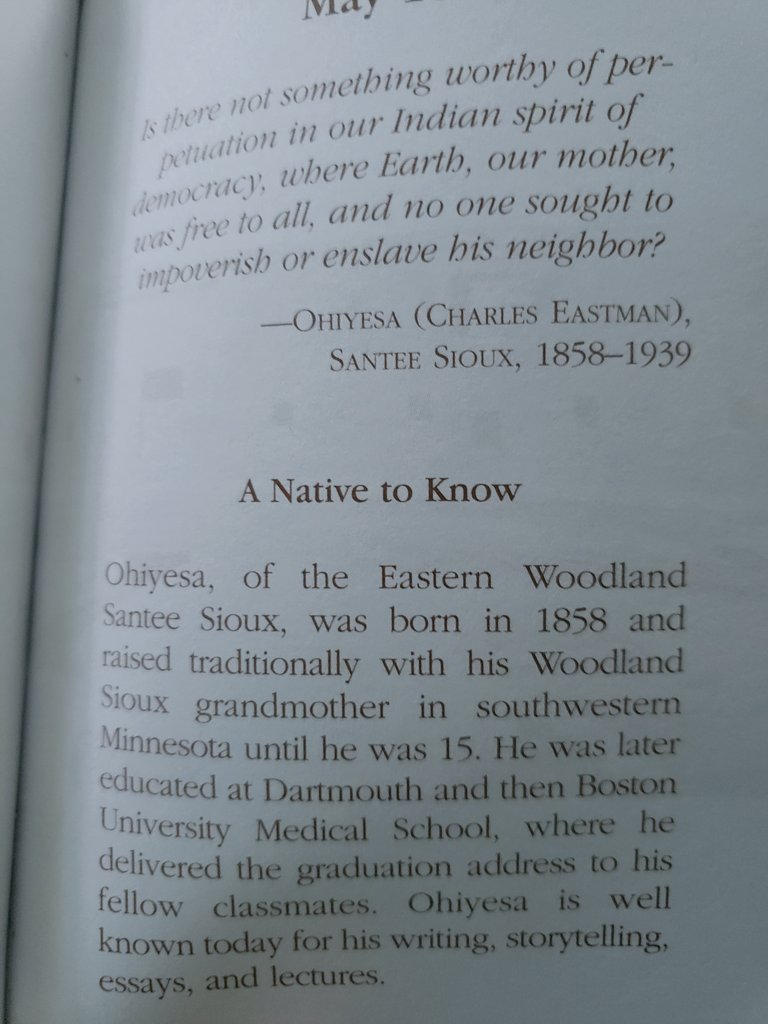 May
Is there not something worthy of per-
petuation in our Indian spirit of
democracy, where Earth, our mother,
was free to all, and no one sought to
impoverish or enslave his neighbor?
—OHIYESA (CHARLES EASTMAN),
SANTEE SIOUX, 1858–1939
A Native to Know
Ohiyesa, of the Eastern Woodland
Santee Sioux, was born in 1858 and
raised traditionally with his Woodland
Sioux grandmother in southwestern
Minnesota until he was 15. He was later
educated at Dartmouth and then Boston
University Medical School, where he
delivered the graduation address to his
fellow classmates. Ohiyesa is well
known today for his writing, storytelling,
essays, and lectures.